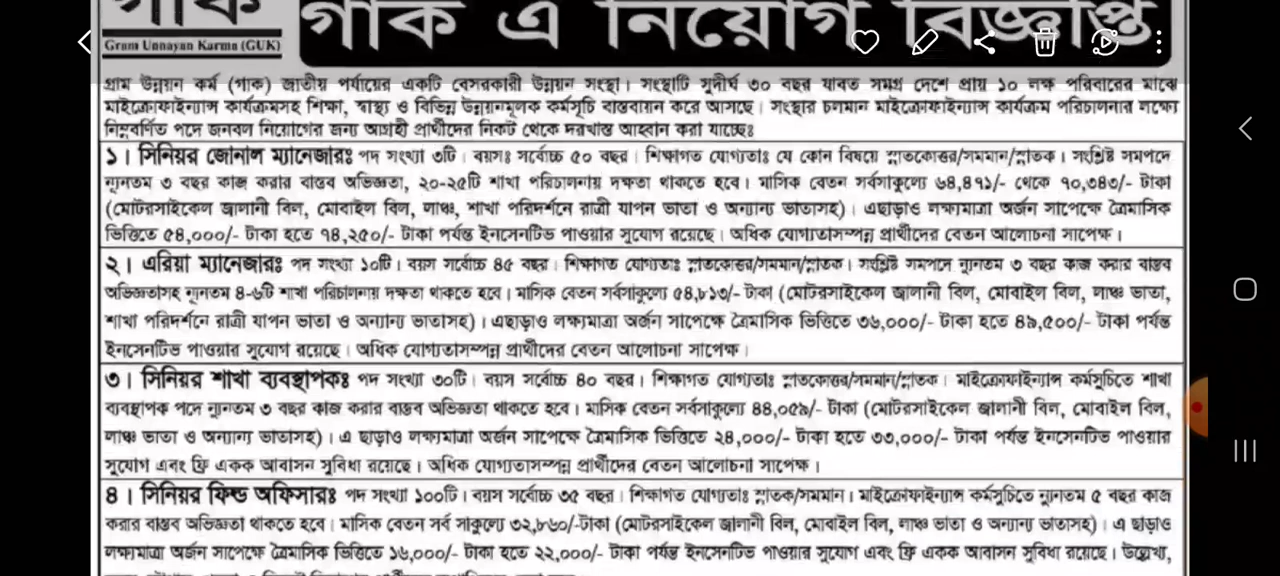 গাক
গাক এ নিয়োগ বিজ্ঞপ্তি
Gram Unnayan Karma (GUK)
গ্রাম উন্নয়ন কর্ম (গাক) জাতীয় পর্যায়ের একটি বেসরকারী উন্নয়ন সংস্থা। সংস্থাটি সুদীর্ঘ ৩০ বছর যাবত সমগ্র দেশে প্রায় ১০ লক্ষ পরিবারের মাঝে
মাইক্রোফাইন্যান্স কার্যক্রমসহ শিক্ষা, স্বাস্থ্য ও বিভিন্ন উন্নয়নমূলক কর্মসূচি বাস্তবায়ন করে আসছে। সংস্থার চলমান মাইক্রোফাইন্যান্স কার্যক্রম পরিচালনার লক্ষ্যে
নিম্নবর্ণিত পদে জনবল নিয়োগের জন্য আগ্রহী প্রার্থীদের নিকট থেকে দরখাস্ত আহ্বান করা যাচ্ছেঃ
১। সিনিয়র জোনাল ম্যানেজারঃ পদ সংখ্যা ৩টি। বয়সঃ সর্বোচ্চ ৫০ বছর। শিক্ষাগত যোগ্যতাঃ যে কোন বিষয়ে স্নাতকোত্তর/সমমান/স্নাতক। সংশ্লিষ্ট সমপদে
ন্যূনতম ৩ বছর কাজ করার বাস্তব অভিজ্ঞতা, ২০-২৫টি শাখা পরিচালনায় দক্ষতা থাকতে হবে। মাসিক বেতন সর্বসাকুল্যে ৬৪,৪৭১/- থেকে ৭০,৩৪৩/- টাকা
(মোটরসাইকেল জ্বালানী বিল, মোবাইল বিল, লাঞ্চ, শাখা পরিদর্শনে রাত্রী যাপন ভাতা ও অন্যান্য ভাতাসহ)। এছাড়াও লক্ষ্যমাত্রা অর্জন সাপেক্ষে ত্রৈমাসিক
ভিত্তিতে ৫৪,০০০/- টাকা হতে ৭৪,২৫০/- টাকা পর্যন্ত ইনসেনটিভ পাওয়ার সুযোগ রয়েছে। অধিক যোগ্যতাসম্পন্ন প্রার্থীদের বেতন আলোচনা সাপেক্ষ।
২। এরিয়া ম্যানেজারঃ পদ সংখ্যা ১০টি। বয়স সর্বোচ্চ ৪৫ বছর। শিক্ষাগত যোগ্যতাঃ স্নাতকোত্তর/সমমান/স্নাতক। সংশ্লিষ্ট সমপদে ন্যূনতম ৩ বছর কাজ করার বাস্তব
অভিজ্ঞতাসহ ন্যূনতম ৪-৬টি শাখা পরিচালনায় দক্ষতা থাকতে হবে। মাসিক বেতন সর্বসাকুল্যে ৫৪,৮১৩/- টাকা (মোটরসাইকেল জ্বালানী বিল, মোবাইল বিল, লাঞ্চ ভাতা,
শাখা পরিদর্শনে রাত্রী যাপন ভাতা ও অন্যান্য ভাতাসহ)। এছাড়াও লক্ষ্যমাত্রা অর্জন সাপেক্ষে ত্রৈমাসিক ভিত্তিতে ৩৬,০০০/- টাকা হতে ৪৯,৫০০/- টাকা পর্যন্ত
ইনসেনটিভ পাওয়ার সুযোগ রয়েছে। অধিক যোগ্যতাসম্পন্ন প্রার্থীদের বেতন আলোচনা সাপেক্ষ।
৩। সিনিয়র শাখা ব্যবস্থাপকঃ পদ সংখ্যা ৩০টি। বয়স সর্বোচ্চ ৪০ বছর। শিক্ষাগত যোগ্যতাঃ স্নাতকোত্তর/সমমান/স্নাতক। মাইক্রোফাইন্যান্স কর্মসুচিতে শাখা
ব্যবস্থাপক পদে ন্যূনতম ৩ বছর কাজ করার বাস্তব অভিজ্ঞতা থাকতে হবে। মাসিক বেতন সর্বসাকুল্যে ৪৪,০৫৯/- টাকা (মোটরসাইকেল জ্বালানী বিল, মোবাইল বিল,
লাঞ্চ ভাতা ও অন্যান্য ভাতাসহ)। এ ছাড়াও লক্ষ্যমাত্রা অর্জন সাপেক্ষে ত্রৈমাসিক ভিত্তিতে ২৪,০০০/- টাকা হতে ৩৩,০০০/- টাকা পর্যন্ত ইনসেনটিভ পাওয়ার
সুযোগ এবং ফ্রি একক আবাসন সুবিধা রয়েছে। অধিক যোগ্যতাসম্পন্ন প্রার্থীদের বেতন আলোচনা সাপেক্ষ।
৪। সিনিয়র ফিল্ড অফিসারঃ পদ সংখ্যা ১০০টি। বয়স সর্বোচ্চ ৩৫ বছর। শিক্ষাগত যোগ্যতাঃ স্নাতক/সমমান। মাইক্রোফাইন্যান্স কর্মসুচিতে ন্যূনতম ৫ বছর কাজ
করার বাস্তব অভিজ্ঞতা থাকতে হবে। মাসিক বেতন সর্ব সাকুল্যে ৩২,৮৬০/-টাকা (মোটরসাইকেল জ্বালানী বিল, মোবাইল বিল, লাঞ্চ ভাতা ও অন্যান্য ভাতাসহ)। এ ছাড়াও
লক্ষ্যমাত্রা অর্জন সাপেক্ষে ত্রৈমাসিক ভিত্তিতে ১৬,০০০/- টাকা হতে ২২,০০০/- টাকা পর্যন্ত ইনসেনটিভ পাওয়ার সুযোগ এবং ফ্রি একক আবাসন সুবিধা রয়েছে। উল্লেখ্য,